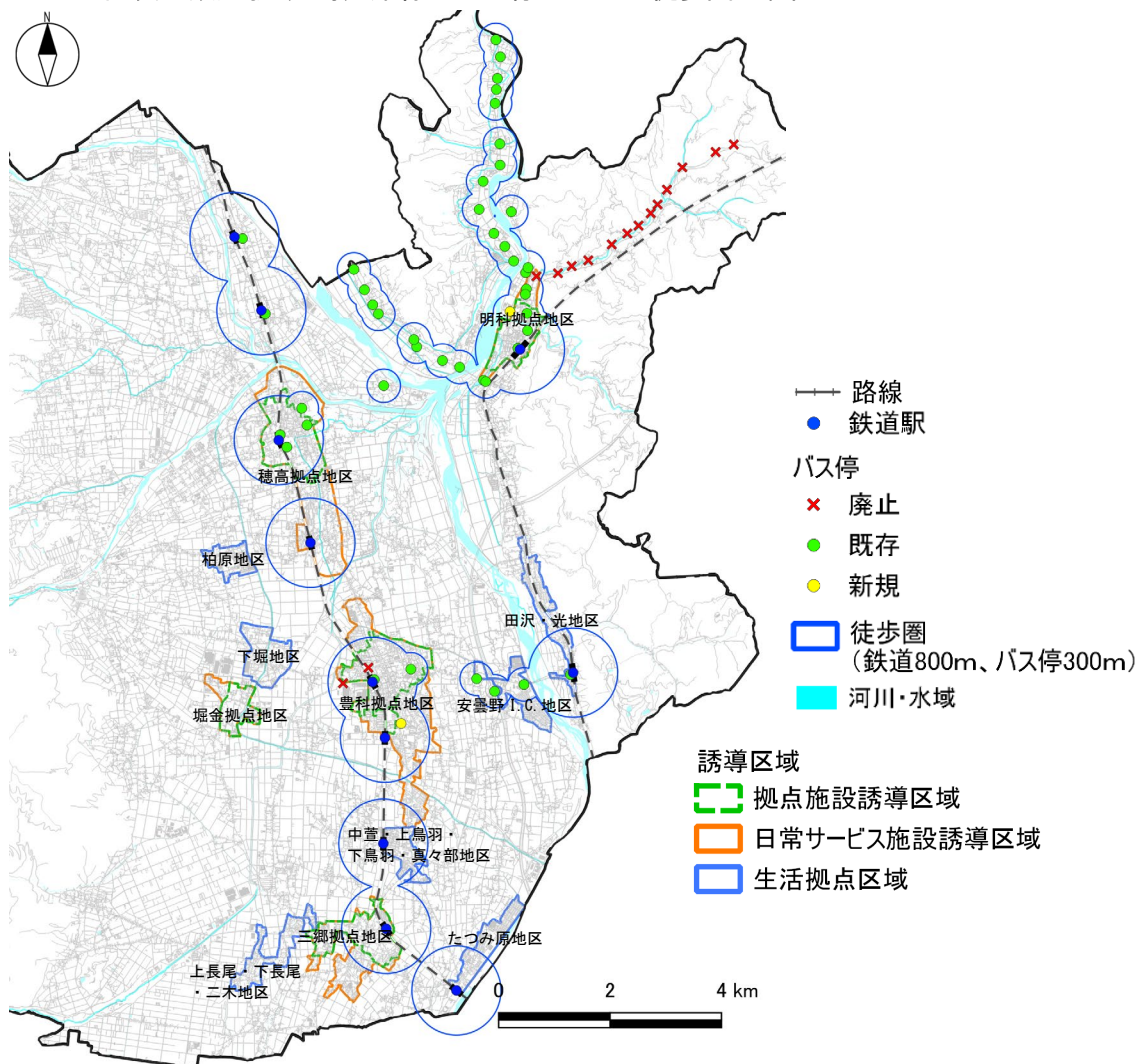 N
明科拠点地区
穂高拠点地区
柏原地区
田沢・光地区
下堀地区
堀金拠点地区
豊科拠点地区
安曇野I.C.地区
中萱・上鳥羽・
下鳥羽・真々部地区
三郷拠点地区
たつみ原地区
上長尾・下長尾
・二木地区
0 2 4 km
路線
鉄道駅
バス停
廃止
既存
新規
徒歩圏
(鉄道800m、バス停300m)
河川・水域
誘導区域
拠点施設誘導区域
日常サービス施設誘導区域
生活拠点区域